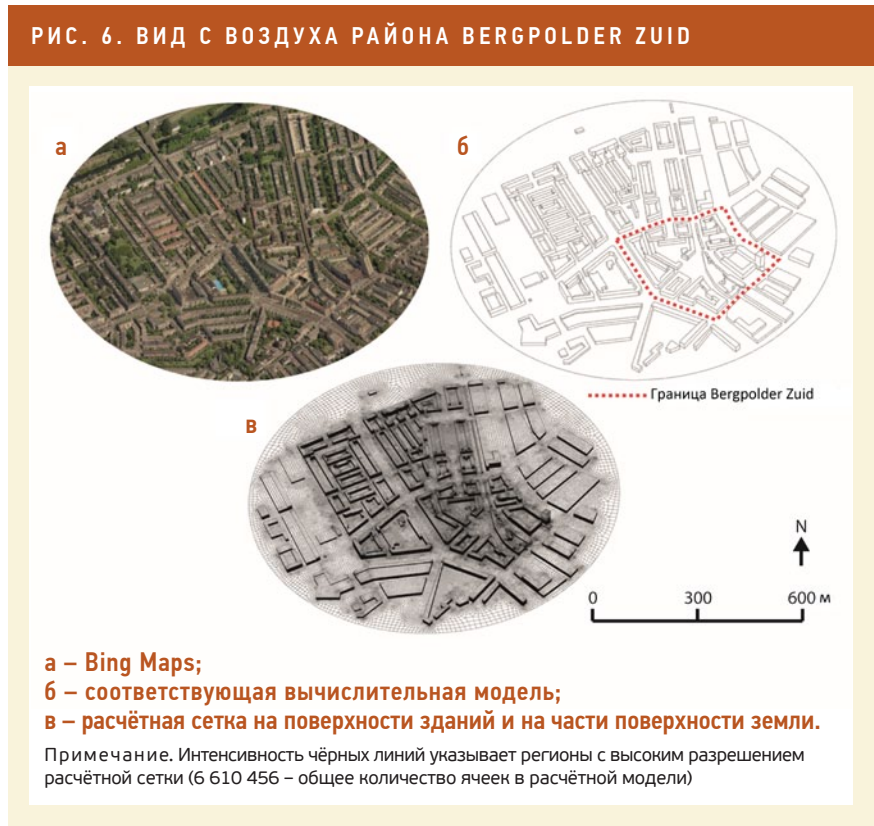 РИС. 6. ВИД С ВОЗДУХА РАЙОНА BERGPOLDER ZUID
а
б
Граница Bergpolder Zuid
в
N
0 300 600 м
а – Bing Maps;
б – соответствующая вычислительная модель;
в – расчётная сетка на поверхности зданий и на части поверхности земли.
Примечание. Интенсивность чёрных линий указывает регионы с высоким разрешением
расчётной сетки (6 610 456 – общее количество ячеек в расчётной модели)